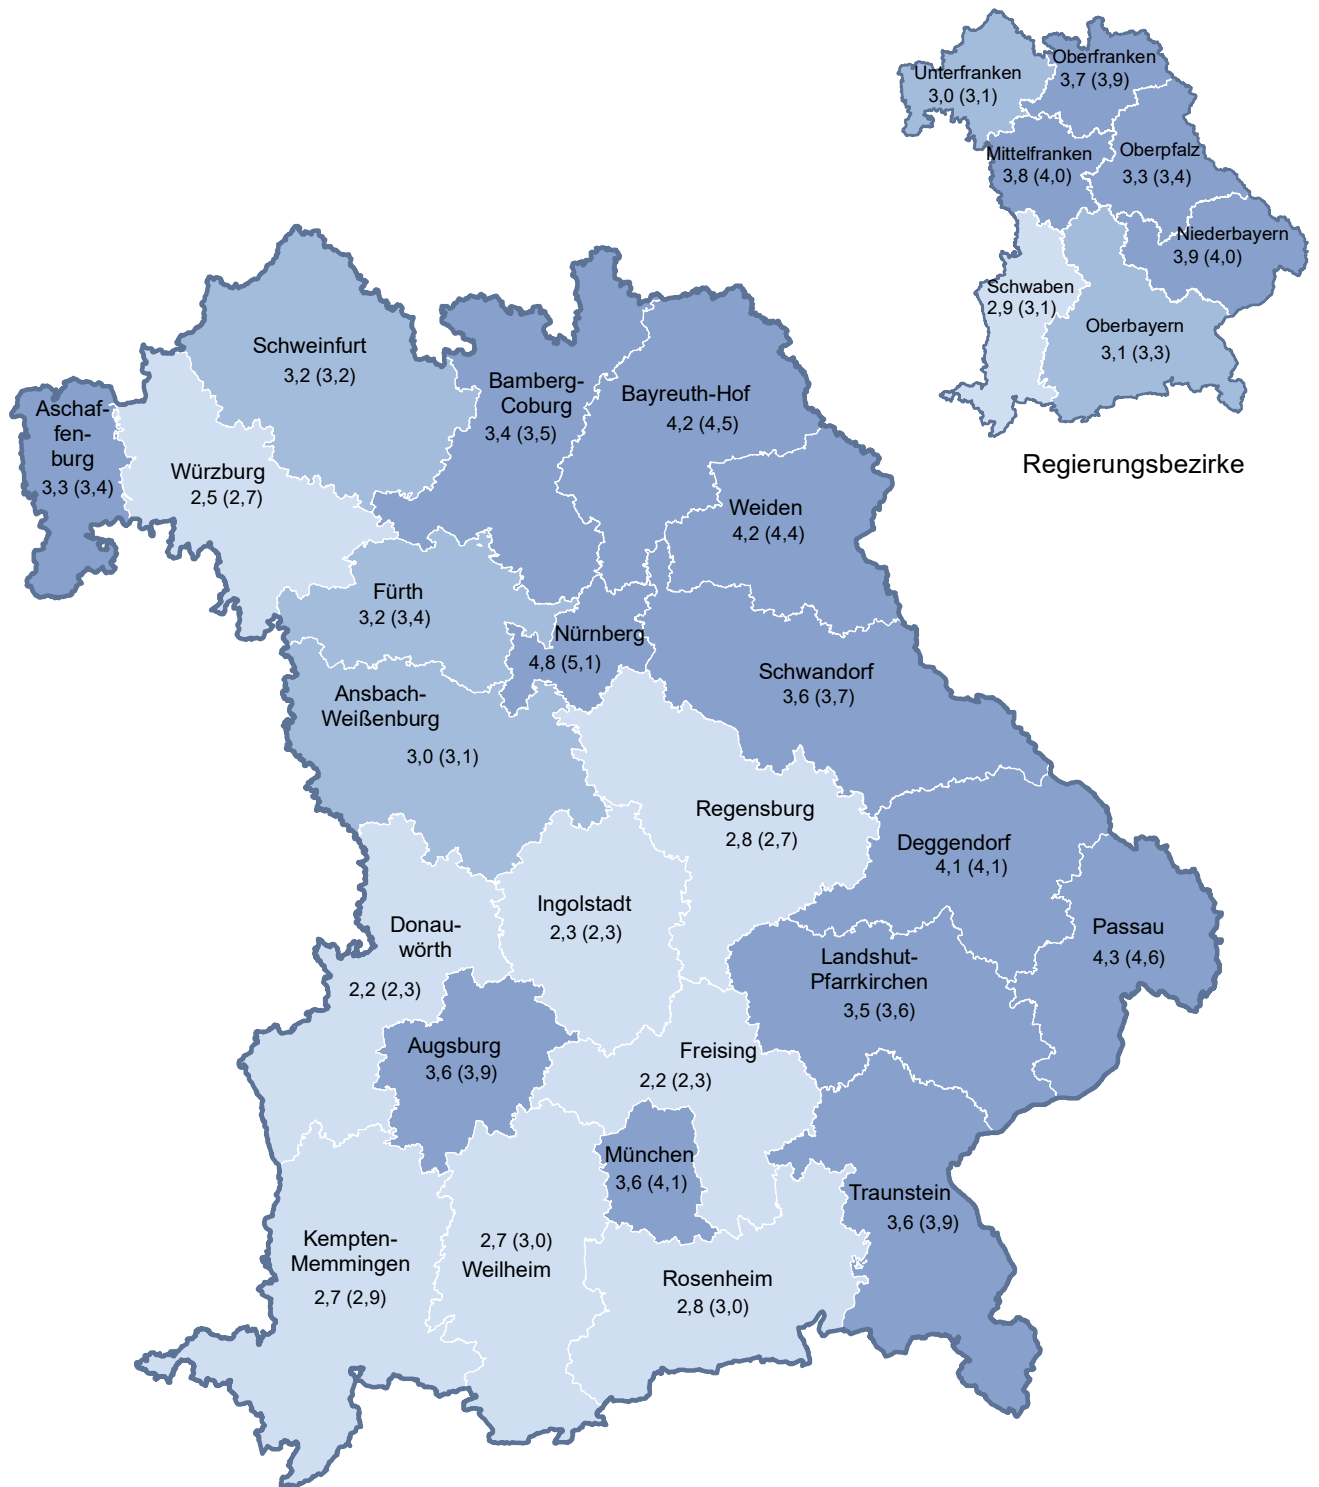 Oberfranken
3,7 (3,9)
Unterfranken
3,0 (3,1)
Mittelfranken
3,8 (4,0)
Oberpfalz
3,3 (3,4)
Niederbayern
3,9 (4,0)
Schwaben
2,9 (3,1)
Oberbayern
3,1 (3,3)
Regierungsbezirke
Schweinfurt
3,2 (3,2)
Bamberg-
Coburg
3,4 (3,5)
Bayreuth-Hof
4,2 (4,5)
Aschaf-
fen-
burg
3,3 (3,4)
Würzburg
2,5 (2,7)
Weiden
4,2 (4,4)
Fürth
3,2 (3,4)
Nürnberg
4,8 (5,1)
Schwandorf
3,6 (3,7)
Ansbach-
Weißenburg
3,0 (3,1)
Regensburg
2,8 (2,7)
Deggendorf
4,1 (4,1)
Ingolstadt
2,3 (2,3)
Donau-
wörth
2,2 (2,3)
Passau
4,3 (4,6)
Landshut-
Pfarrkirchen
3,5 (3,6)
Augsburg
3,6 (3,9)
Freising
2,2 (2,3)
München
3,6 (4,1)
Traunstein
3,6 (3,9)
Kempten-
Memmingen
2,7 (2,9)
2,7 (3,0)
Weilheim
Rosenheim
2,8 (3,0)